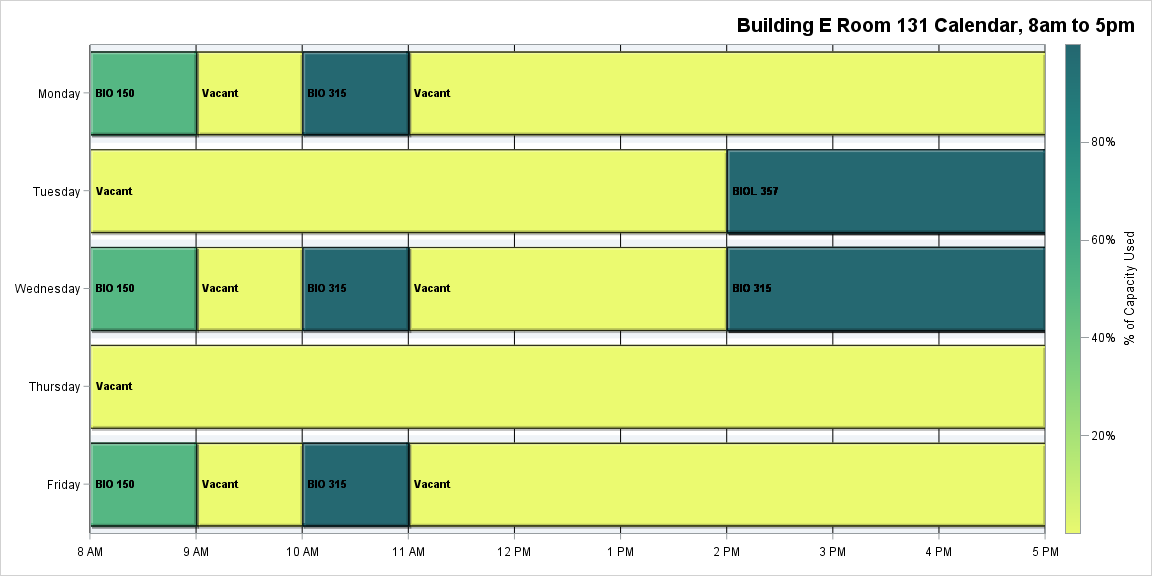 Building E Room 131 Calendar, 8am to 5pm
Monday
BIO 150
Vacant
BIO 315
Vacant
Tuesday
Vacant
BIOL 357
Wednesday
BIO 150
Vacant
BIO 315
Vacant
BIO 315
Thursday
Vacant
Friday
BIO 150
Vacant
BIO 315
Vacant
8 AM
9 AM
10 AM
11 AM
12 PM
1 PM
2 PM
3 PM
4 PM
5 PM
80%
60%
40%
20%
% of Capacity Used